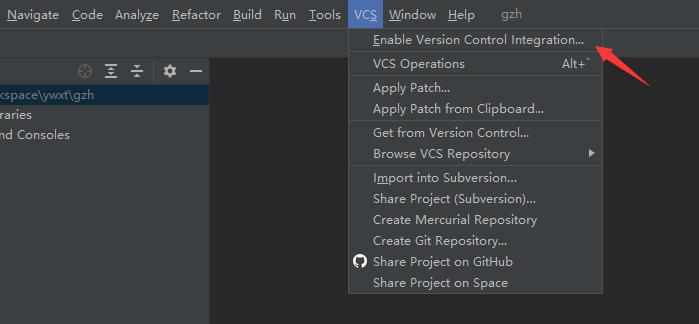 Navigate Code Analyze Refactor Build Run Tools VCS Window Help gzh
Enable Version Control Integration...
VCS Operations Alt+`
Apply Patch...
Apply Patch from Clipboard...
Get from Version Control...
Browse VCS Repository
Import into Subversion...
Share Project (Subversion)...
Create Mercurial Repository
Create Git Repository...
Share Project on GitHub
Share Project on Space
kspace\ywxt\gzh
raries
nd Consoles